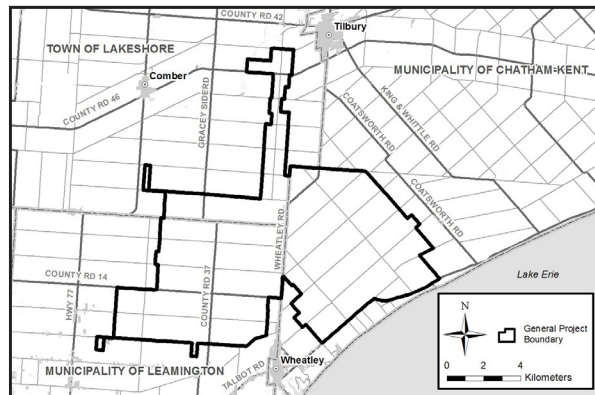 COUNTY RD 42
Tilbury
TOWN OF LAKESHORE
MUNICIPALITY OF CHATHAM-KENT
Comber
COUNTY RD 46
GRACEY SIDERD
COATSWORTH RD
KING & WHITTLE RD
COATSWORTH RD
WHEATLEY RD
Lake Erie
COUNTY RD 14
COUNTY RD 37
HWY 77
N
General Project
Boundary
0 2 4
Kilometers
Wheatley
TALBOT RD
MUNICIPALITY OF LEAMINGTON